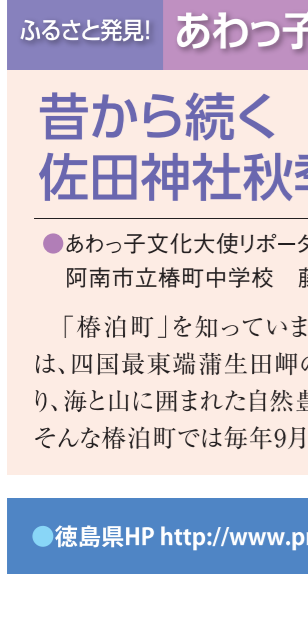 ふるさと発見! あわっ子
昔から続く
佐田神社秋季
●あわっ子文化大使リポータ
阿南市立椿町中学校 藤
「椿泊町」を知っていま
は、四国最東端蒲生田岬の
り、海と山に囲まれた自然豊
そんな椿泊町では毎年9月
●徳島県HP http://www.pr